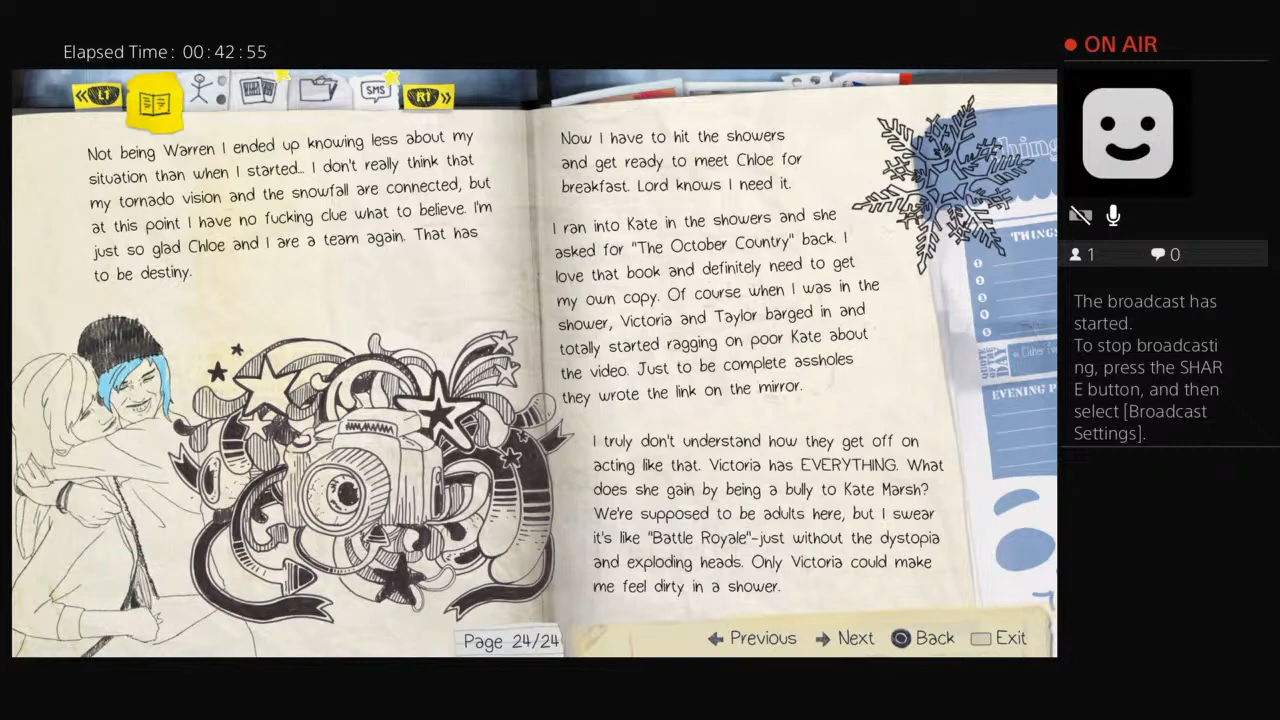 Elapsed Time: 00:42:55
ON AIR
L1
SMS
R1
Not being Warren I ended up knowing less about my
situation than when I started... I don't really think that
my tornado vision and the snowfall are connected, but
at this point I have no fucking clue what to believe. I'm
just so glad Chloe and I are a team again. That has
to be destiny.
Now I have to hit the showers
and get ready to meet Chloe for
breakfast. Lord knows I need it.
I ran into Kate in the showers and she
asked for "The October Country" back. I
love that book and definitely need to get
my own copy. Of course when I was in the
shower, Victoria and Taylor barged in and
totally started ragging on poor Kate about
the video. Just to be complete assholes
they wrote the link on the mirror.
I truly don't understand how they get off on
acting like that. Victoria has EVERYTHING. What
does she gain by being a bully to Kate Marsh?
We're supposed to be adults here, but I swear
it's like "Battle Royale"-just without the dystopia
and exploding heads. Only Victoria could make
me feel dirty in a shower.
THINGS
1
2
3
4
5
EVENING
Page 24/24
Previous
Next
Back
Exit
1
0
The broadcast has
started.
To stop broadcasti
ng, press the SHAR
E button, and then
select [Broadcast
Settings].